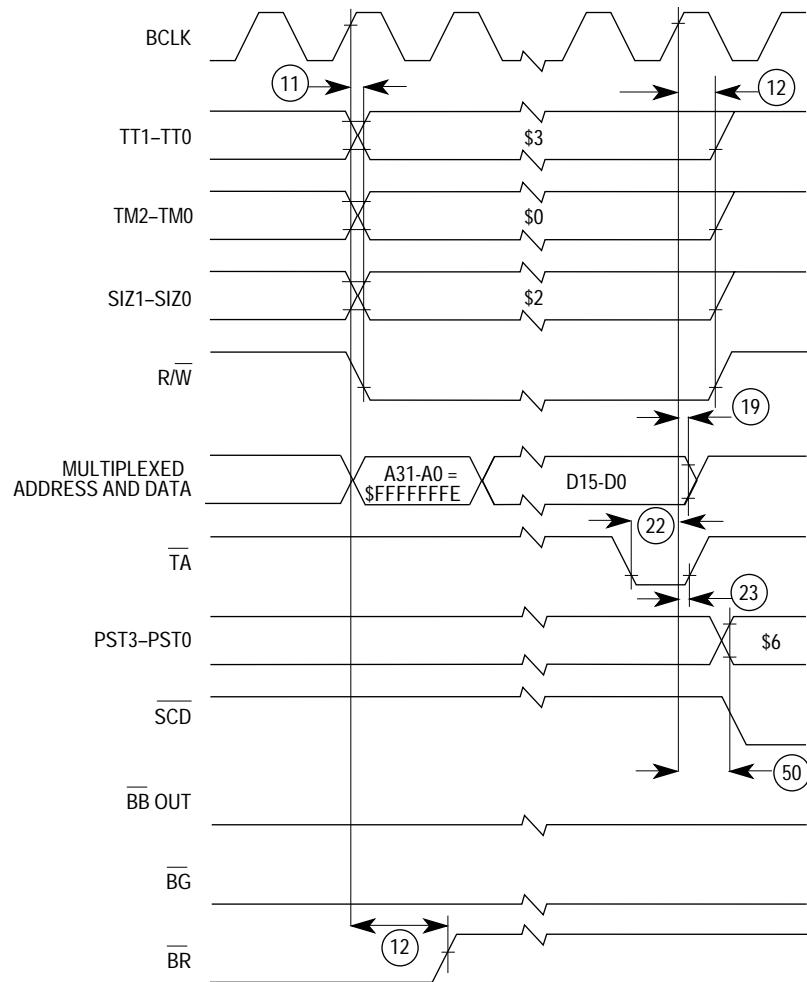 BCLK
11
12
TT1–TT0
$3
TM2–TM0
$0
SIZ1–SIZ0
$2
R/W
19
MULTIPLEXED
ADDRESS AND DATA
A31-A0 =
$FFFFFFFE
D15-D0
22
TA
23
PST3–PST0
$6
SCD
50
BB OUT
BG
12
BR